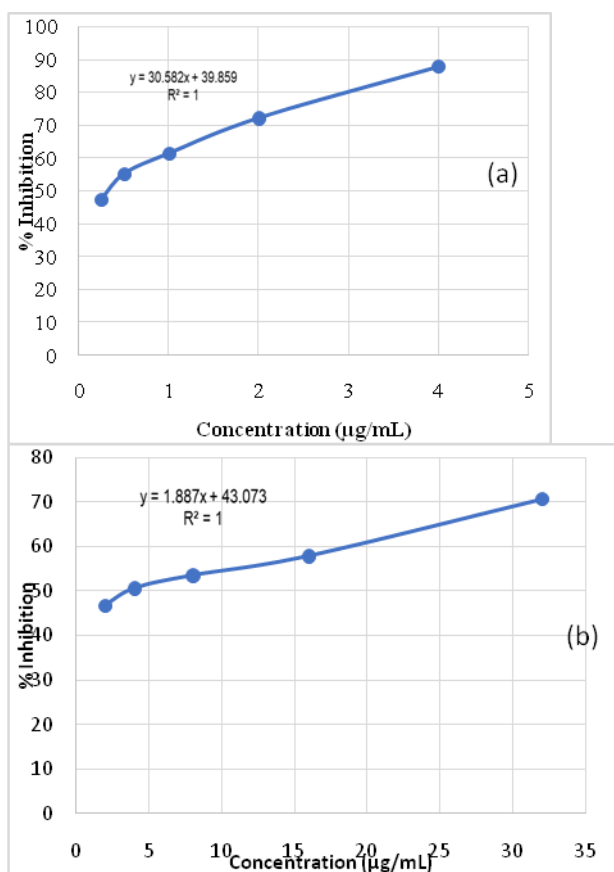 100
90
80
70
60
50
40
30
20
10
0
% Inhibition
y = 30.582x + 39.859
R² = 1
(a)
0 1 2 3 4 5
Concentration (µg/mL)
80
70
60
50
40
30
20
10
0
% Inhibition
y = 1.887x + 43.073
R² = 1
(b)
0 5 10 15 20 25 30 35
Concentration (µg/mL)